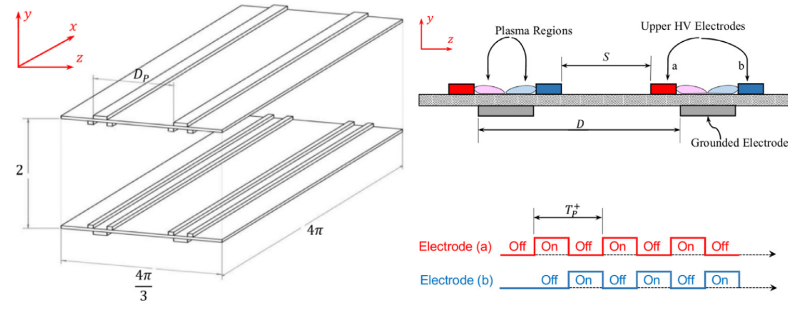 y
x
z
D_P
2
4π
4π
3
y
z
Plasma Regions
Upper HV Electrodes
S
a
b
D
Grounded Electrode
T_P^+
Electrode (a) Off On Off On Off On Off
Electrode (b) Off On Off On Off On